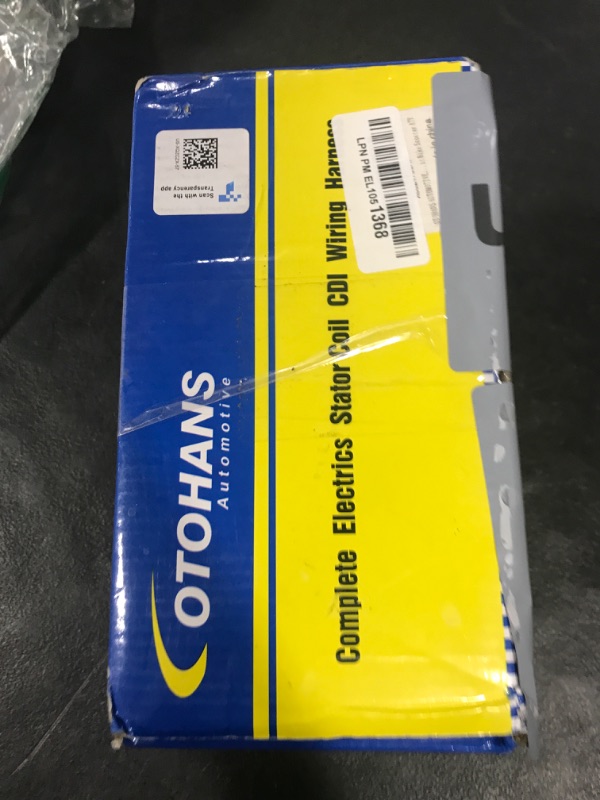 OTOHANS
Automotive
Complete Electrics Stator Coil CDI Wiring Harness
Scan with the
Transparency app
LPN PM EL105 1368